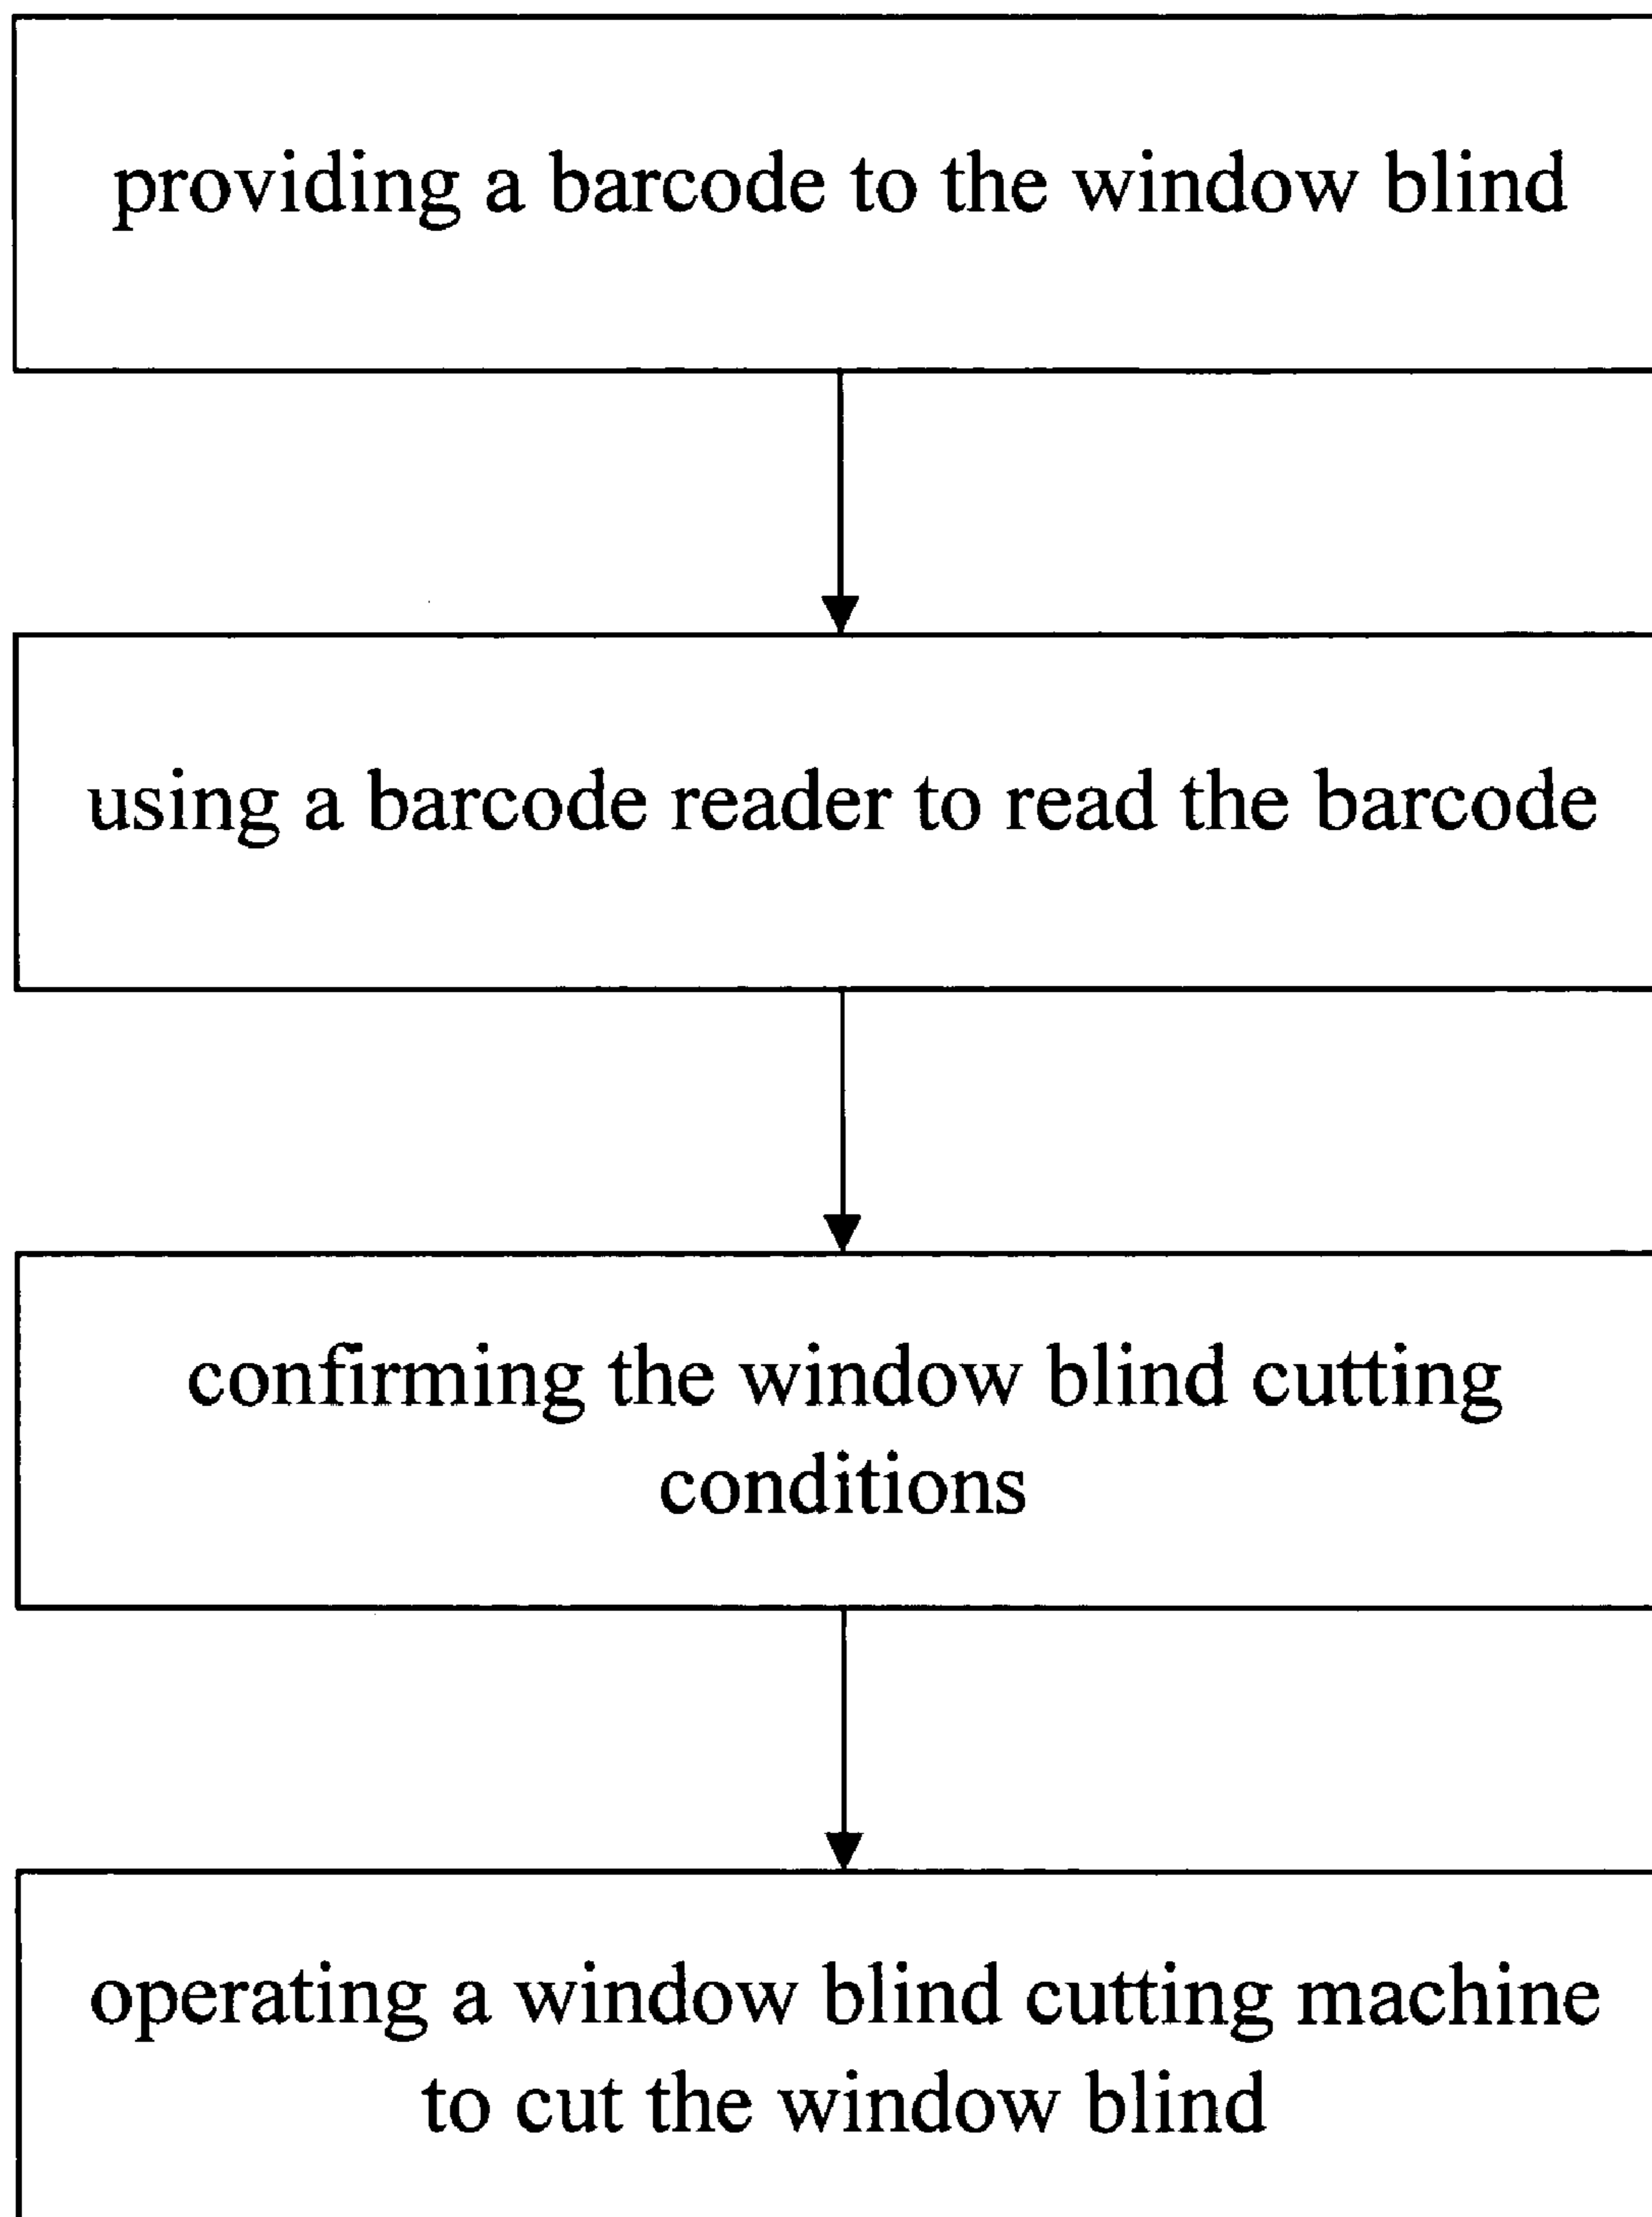 providing a barcode to the window blind
using a barcode reader to read the barcode
confirming the window blind cutting
conditions
operating a window blind cutting machine
to cut the window blind